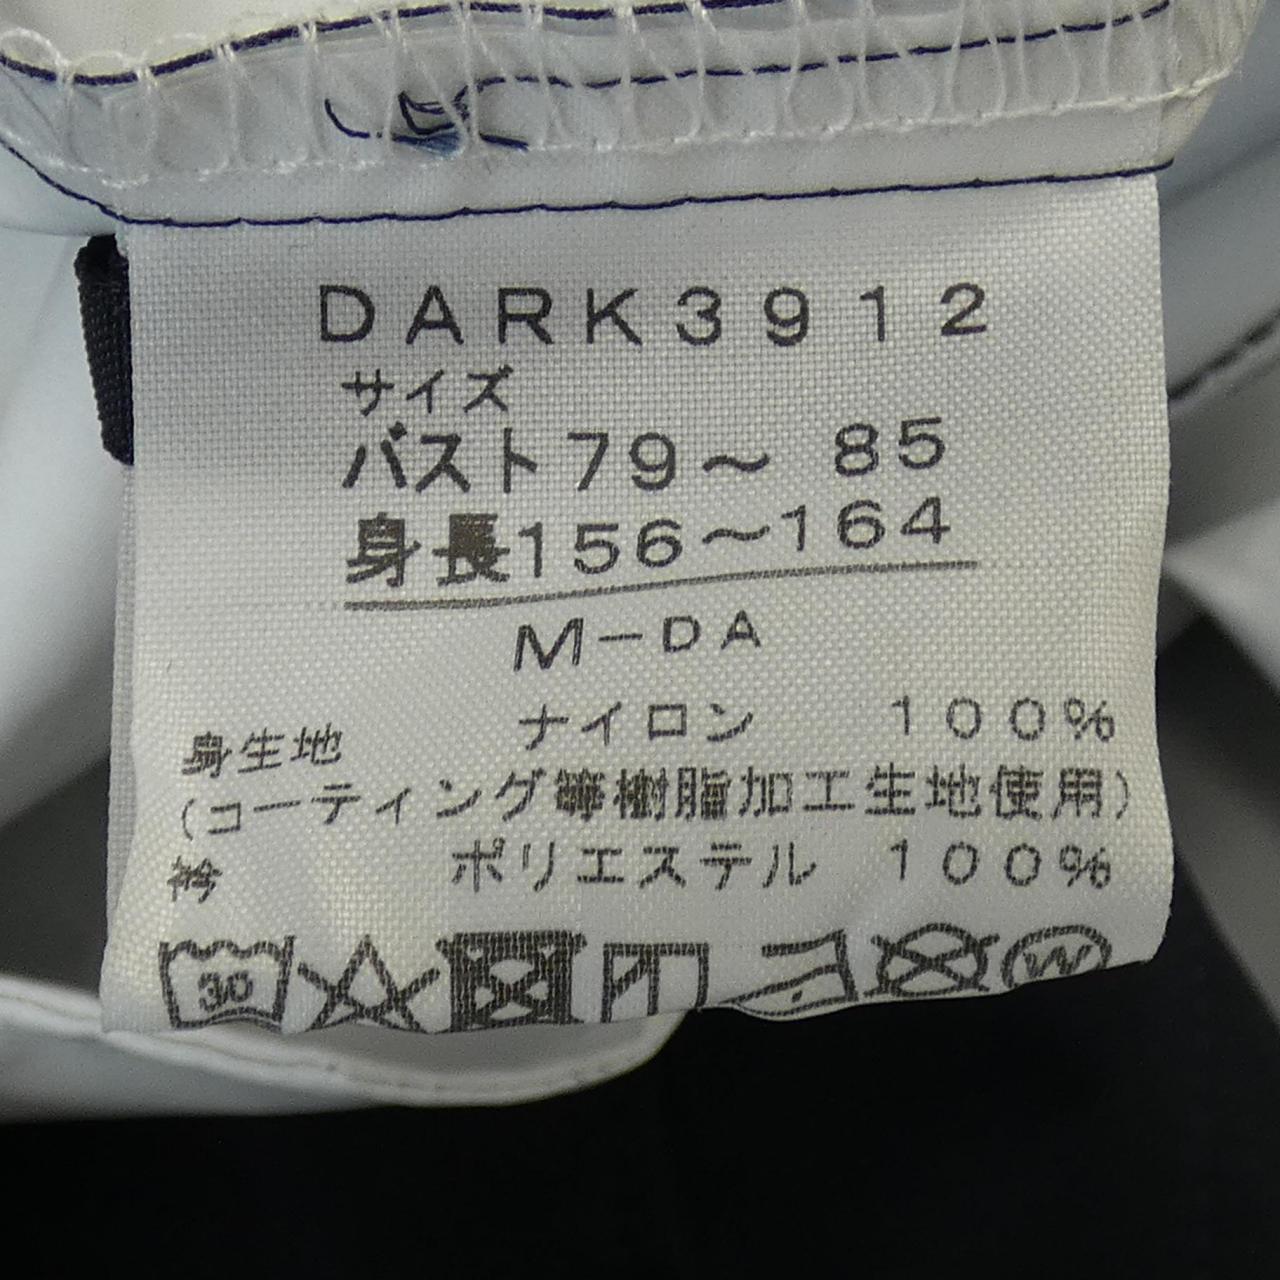 DARK3912
サイズ
バスト79～ 85
身長156～164
M-DA
身生地 ナイロン 100%
(コーティング等樹脂加工生地使用)
衿 ポリエステル 100%
30
W